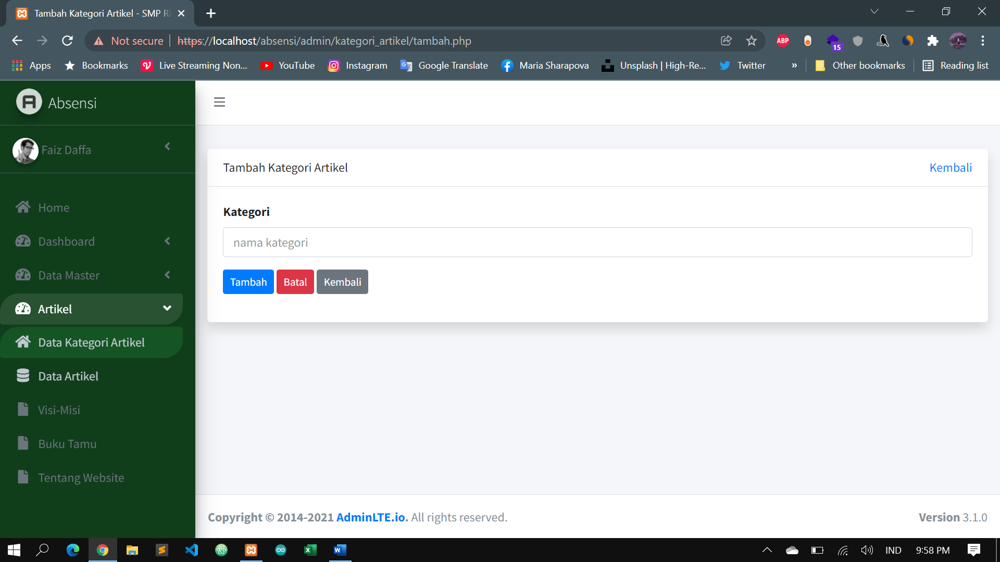 Tambah Kategori Artikel - SMP Ri
Not secure https://localhost/absensi/admin/kategori_artikel/tambah.php
ABP
15
Apps Bookmarks Live Streaming Non... YouTube Instagram Google Translate Maria Sharapova Unsplash | High-Re... Twitter » Other bookmarks Reading list
Absensi
Faiz Daffa
Home
Dashboard
Data Master
Artikel
Data Kategori Artikel
Data Artikel
Visi-Misi
Buku Tamu
Tentang Website
Tambah Kategori Artikel Kembali
Kategori
nama kategori
Tambah Batal Kembali
Copyright © 2014-2021 AdminLTE.io. All rights reserved. Version 3.1.0
IND 9:58 PM